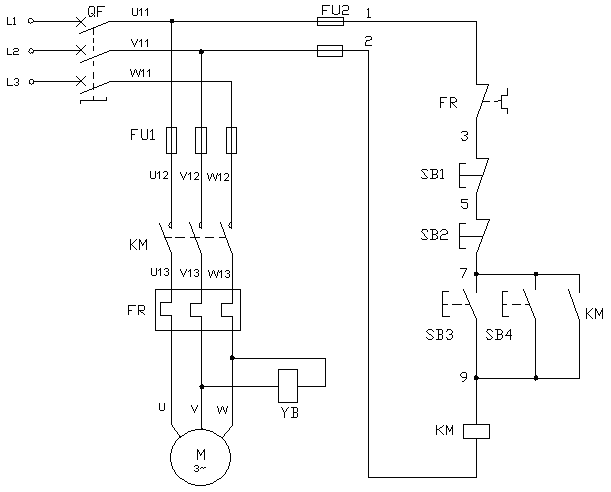 L1 QF U11 FU2 1
L2 V11 2
L3 W11
FR
FU1 3
U12 V12 W12 SB1
5
KM SB2
U13 V13 W13 7
FR KM
SB3 SB4
9
U V W YB
KM
M
3~